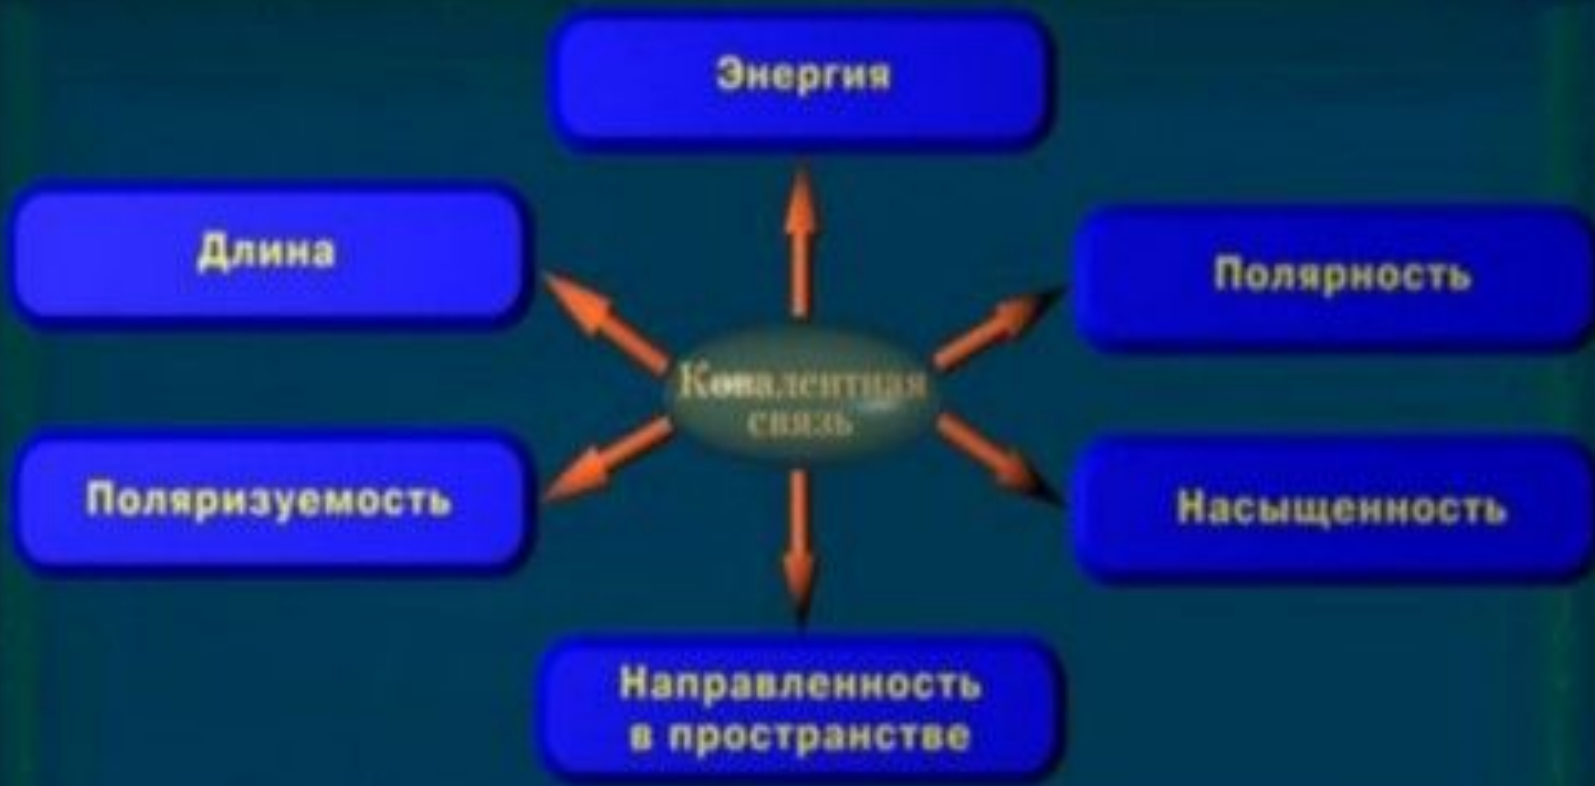 Энергия
Длина
Полярность
Ковалентная
связь
Поляризуемость
Насыщенность
Направленность
в пространстве